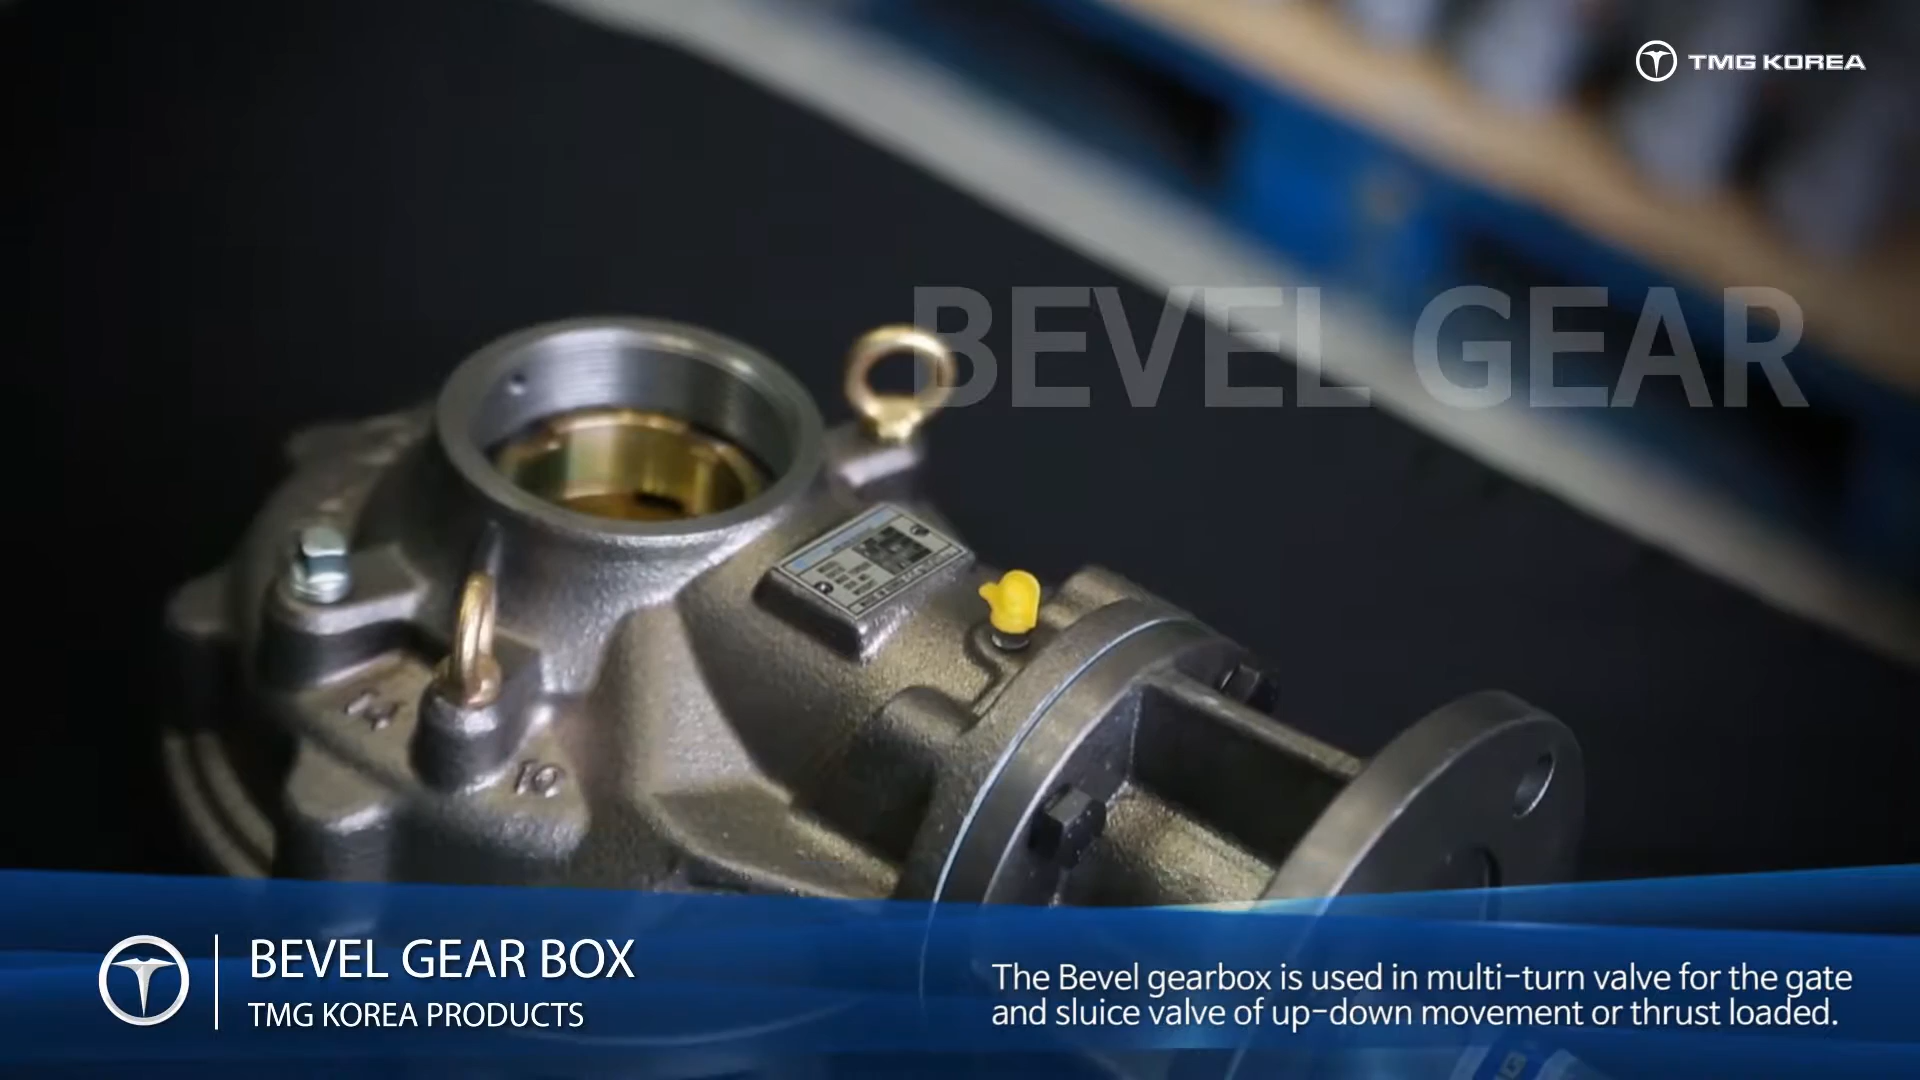 TMG KOREA
BEVEL GEAR
BEVEL GEAR BOX
TMG KOREA PRODUCTS
The Bevel gearbox is used in multi-turn valve for the gate
and sluice valve of up-down movement or thrust loaded.